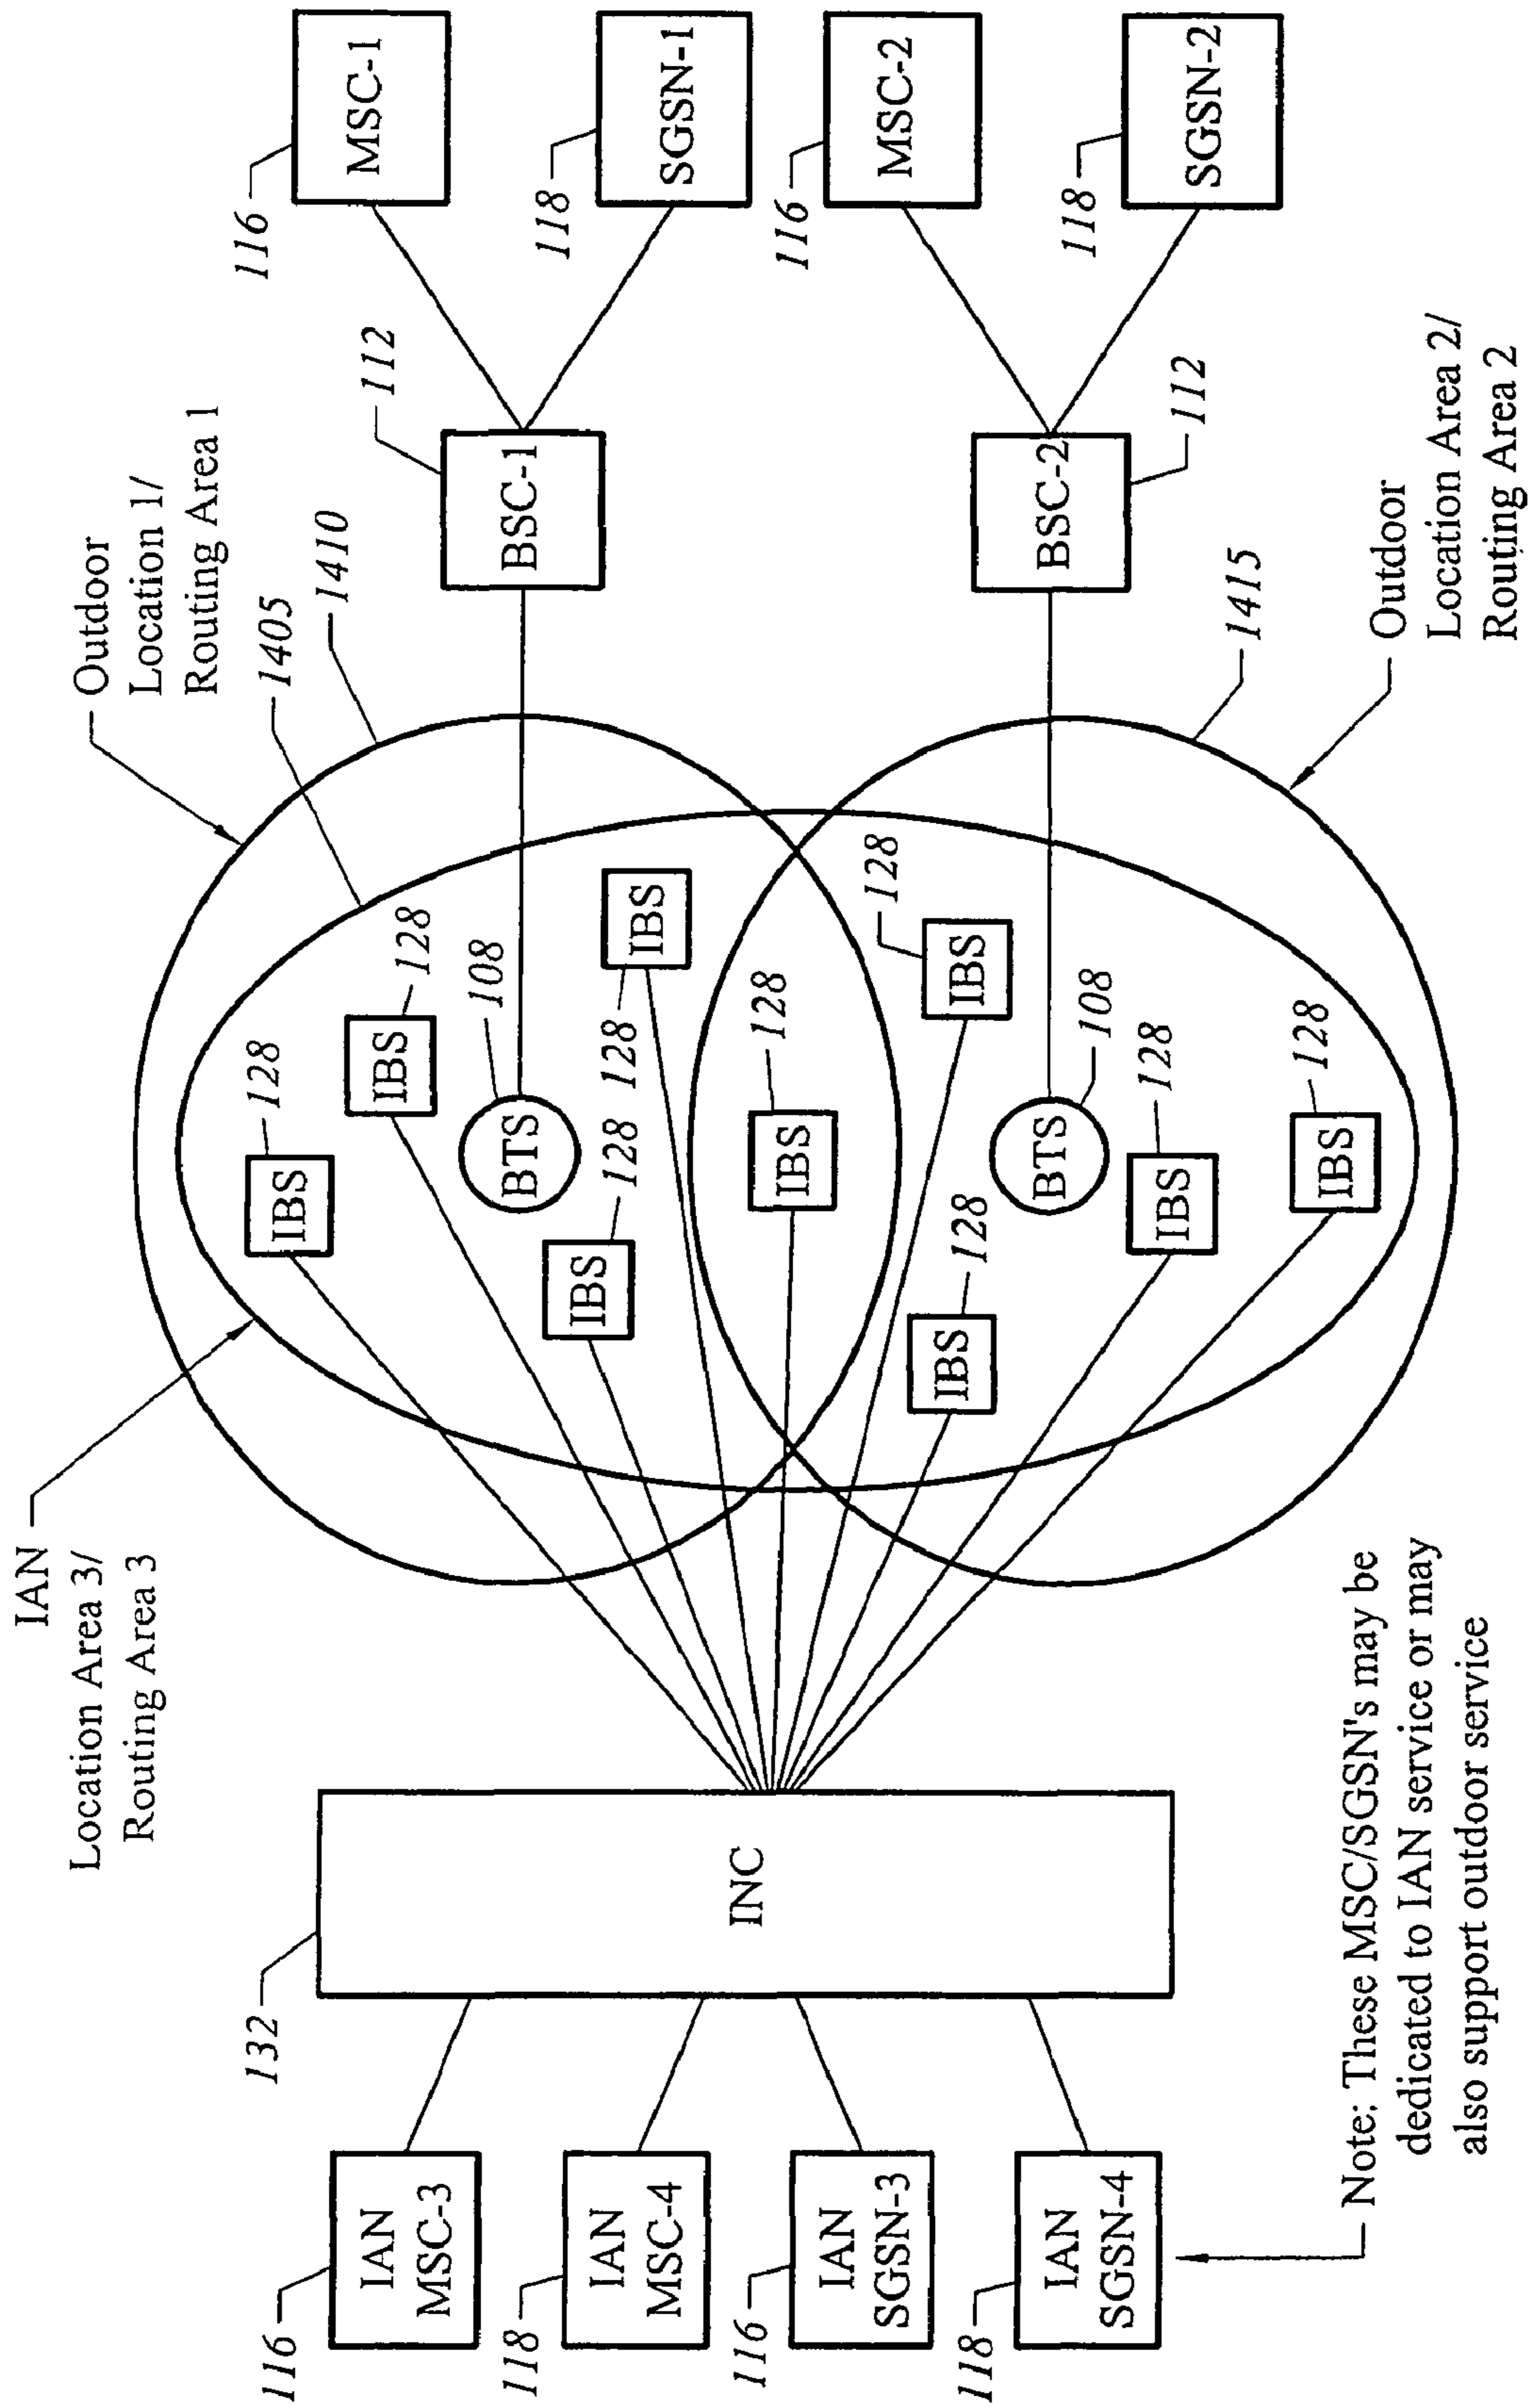 IAN
Location Area 3/
Routing Area 3
Outdoor
Location 1/
Routing Area 1
1405
1410
132
116
IAN
MSC-3
118
IAN
MSC-4
116
IAN
SGSN-3
118
IAN
SGSN-4
INC
128
IBS
128
IBS
108
BTS
128
IBS
128
IBS
128
IBS
128
IBS
128
IBS
108
BTS
128
IBS
128
IBS
112
BSC-1
116
MSC-1
118
SGSN-1
116
MSC-2
BSC-2
112
118
SGSN-2
1415
Outdoor
Location Area 2/
Routing Area 2
Note: These MSC/SGSN's may be
dedicated to IAN service or may
also support outdoor service